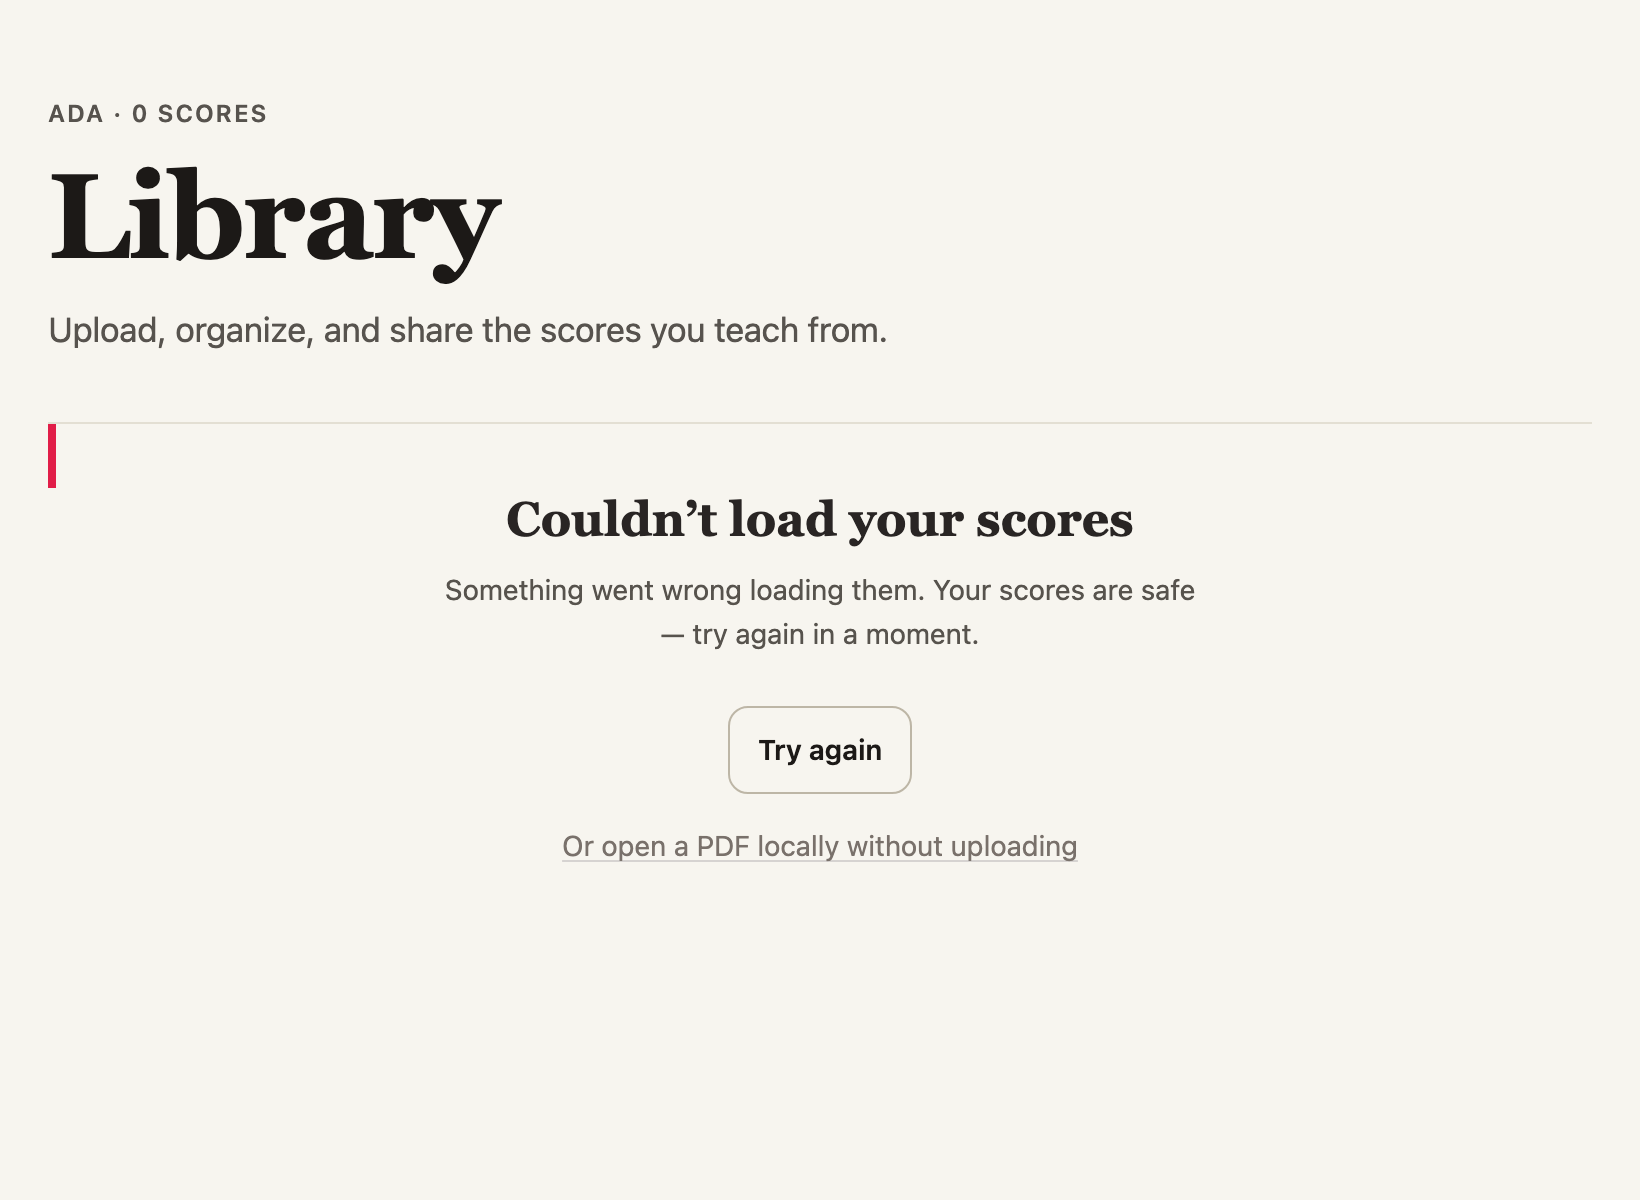 ADA · 0 SCORES
Library
Upload, organize, and share the scores you teach from.
Couldn’t load your scores
Something went wrong loading them. Your scores are safe
— try again in a moment.
Try again
Or open a PDF locally without uploading